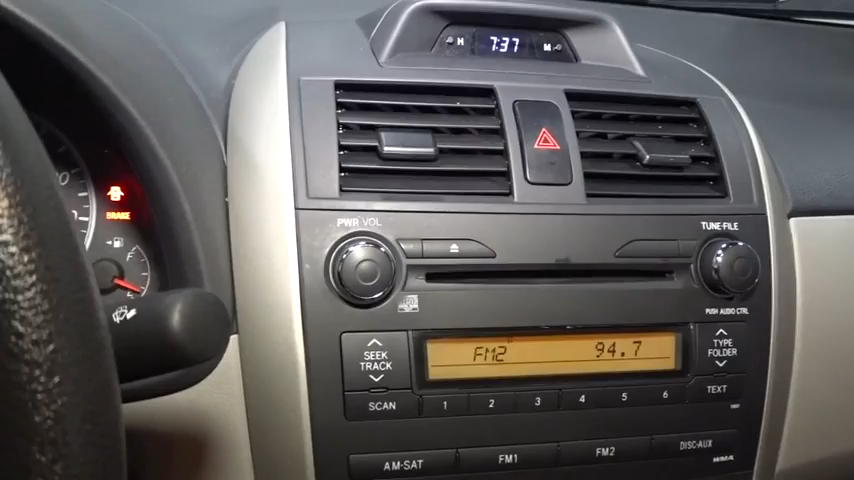 H 7:37 M
PWR VOL
TUNE·FILE
BRAKE
F
PUSH AUDIO CTRL
SEEK
TRACK
FM2 94.7
TYPE
FOLDER
SCAN
1 2 3 4 5 6
TEXT
AM·SAT FM1 FM2 DISC·AUX